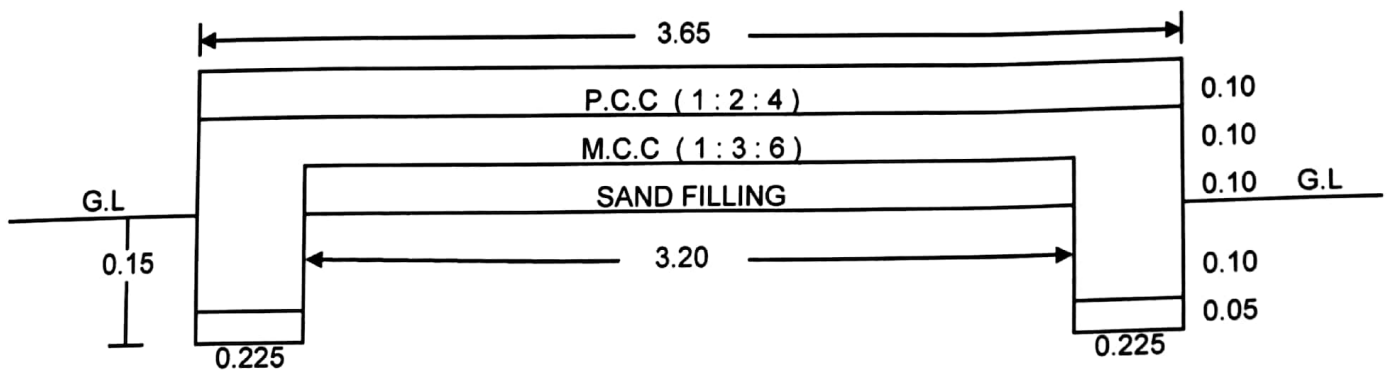 3.65
P.C.C ( 1 : 2 : 4 )
0.10
M.C.C ( 1 : 3 : 6 )
0.10
G.L
SAND FILLING
0.10
G.L
0.15
3.20
0.10
0.05
0.225
0.225